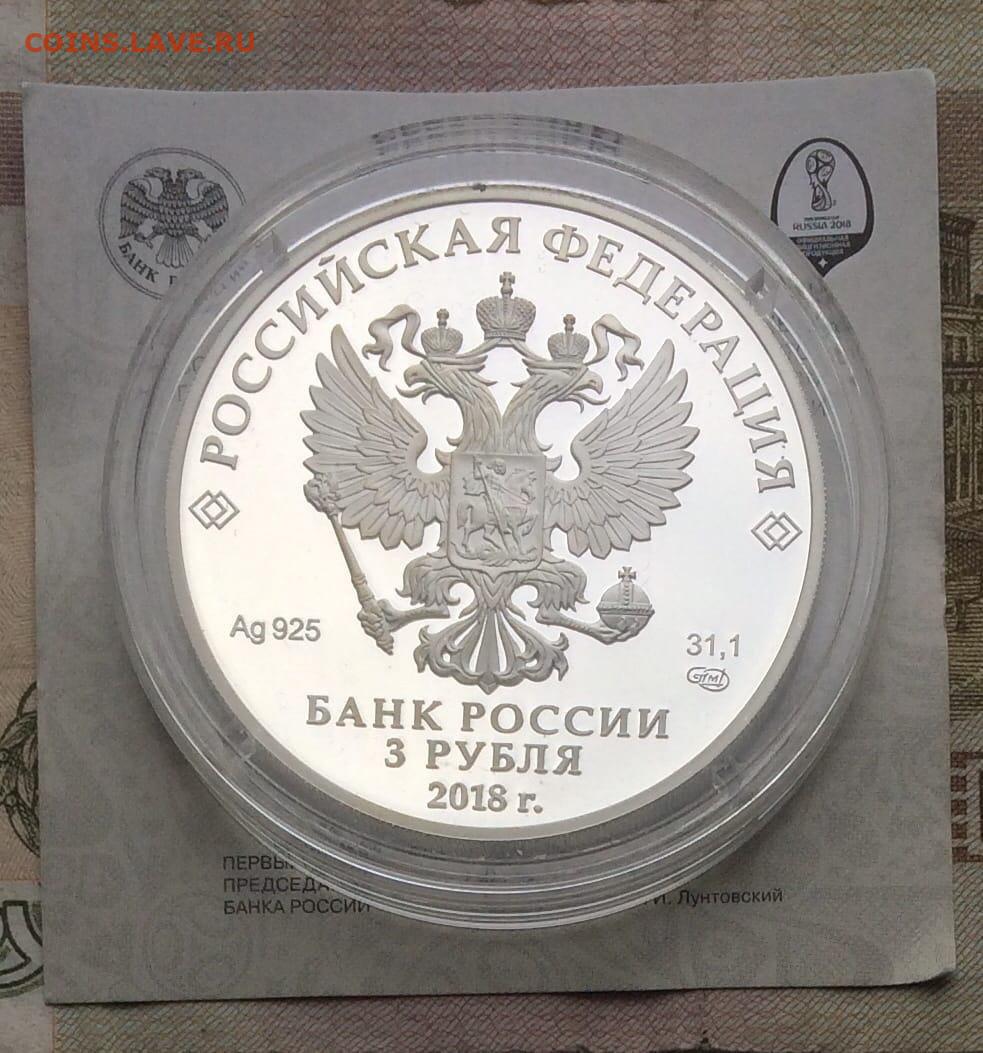 COINS.LAVE.RU
БАНК
RUSSIA 2018
РОССИЙСКАЯ ФЕДЕРАЦИЯ
Ag 925
31,1
БАНК РОССИИ
3 РУБЛЯ
2018 г.
ПРЕДСЕДА
БАНКА РОССИИ
И. Лунтовский